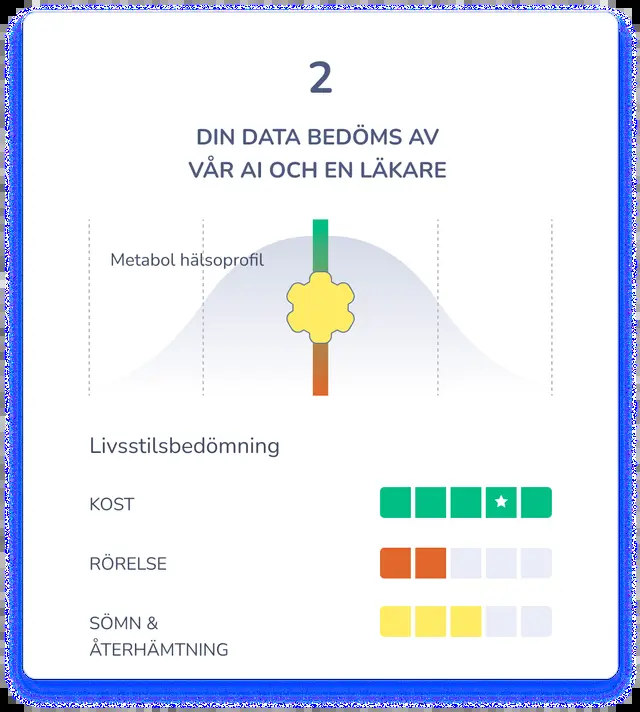 2
DIN DATA BEDÖMS AV
VÅR AI OCH EN LÄKARE
Metabol hälsoprofil
Livsstilsbedömning
KOST
RÖRELSE
SÖMN &
ÅTERHÄMTNING